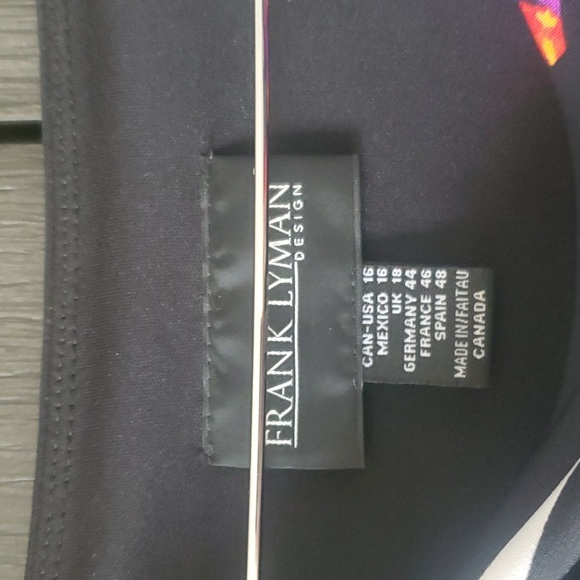 FRANK LYMAN
DESIGN
CAN-USA 16
MEXICO 16
UK 18
GERMANY 44
FRANCE 46
SPAIN 48
MADE IN/FAIT AU
CANADA